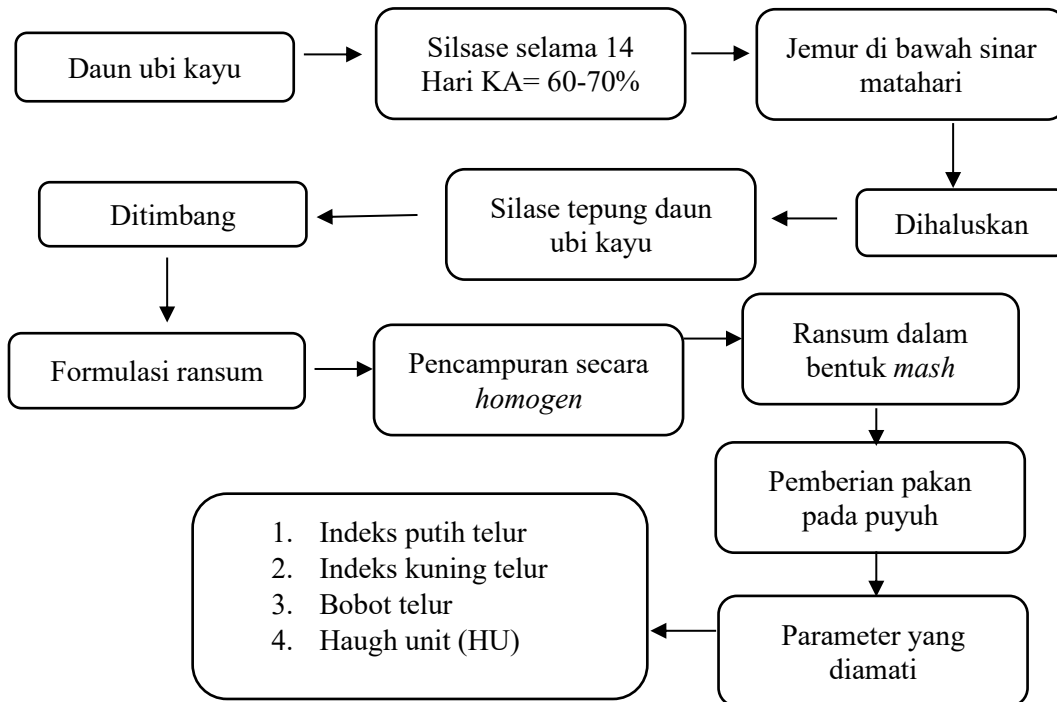 Daun ubi kayu
Silsase selama 14
Hari KA= 60-70%
Jemur di bawah sinar
matahari
Dihaluskan
Silase tepung daun
ubi kayu
Ditimbang
Formulasi ransum
Pencampuran secara
homogen
Ransum dalam
bentuk mash
Pemberian pakan
pada puyuh
Parameter yang
diamati
1. Indeks putih telur
2. Indeks kuning telur
3. Bobot telur
4. Haugh unit (HU)